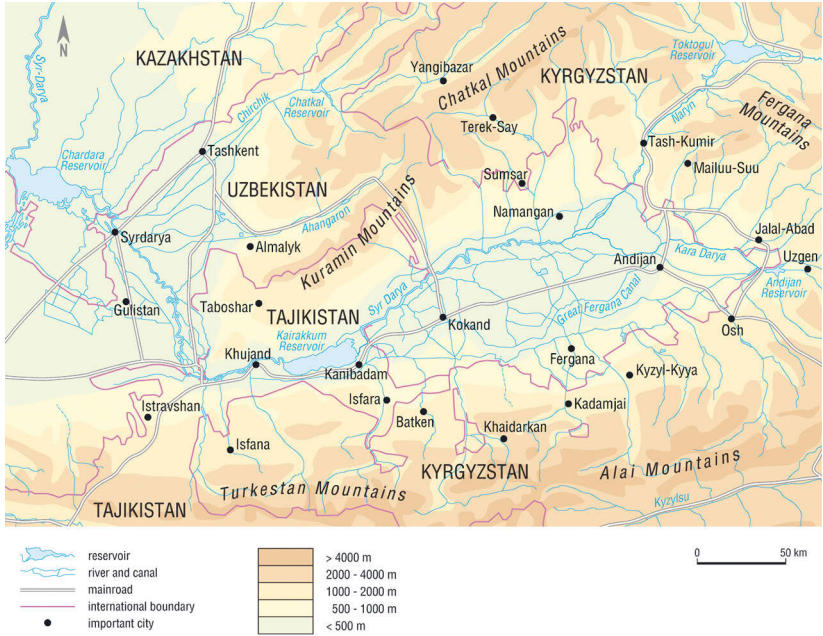 N
Syr-Darya
KAZAKHSTAN
Yangibazar
Chatkal Mountains
Toktogul
Reservoir
KYRGYZSTAN
Chirchik
Chatkal
Reservoir
Naryn
Fergana
Mountains
Terek-Say
Chardara
Reservoir
Tashkent
Tash-Kumir
Mailuu-Suu
UZBEKISTAN
Sumsar
Namangan
Ahangaron
Kuramin Mountains
Syrdarya
Almalyk
Jalal-Abad
Kara Darya
Uzgen
Andijan
Andijan
Reservoir
Gulistan
Taboshar
TAJIKISTAN
Syr Darya
Great Fergana Canal
Kokand
Osh
Kairakkum
Reservoir
Khujand
Kanibadam
Fergana
Kyzyl-Kyya
Istravshan
Isfara
Batken
Kadamjai
Khaidarkan
Isfana
KYRGYZSTAN
Alai Mountains
Turkestan Mountains
TAJIKISTAN
Kyzylsu
reservoir
river and canal
mainroad
international boundary
important city
> 4000 m
2000 - 4000 m
1000 - 2000 m
500 - 1000 m
< 500 m
0 50 km